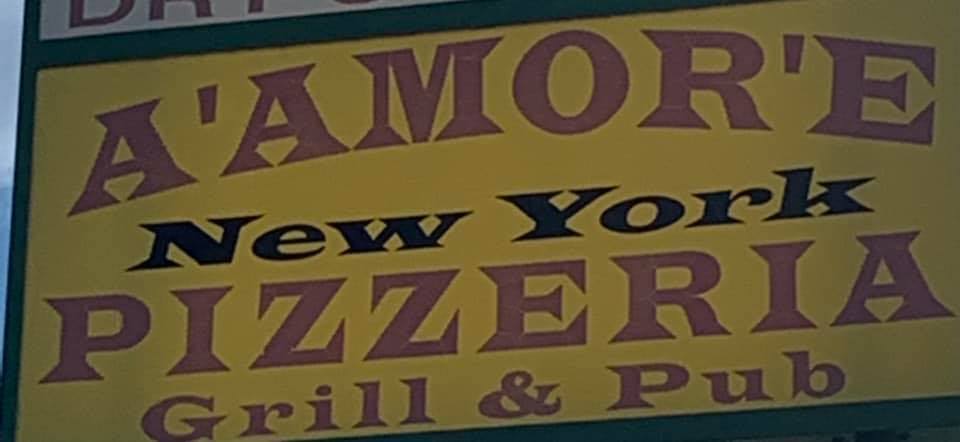 A'AMOR'E
New York
PIZZERIA
Grill & Pub